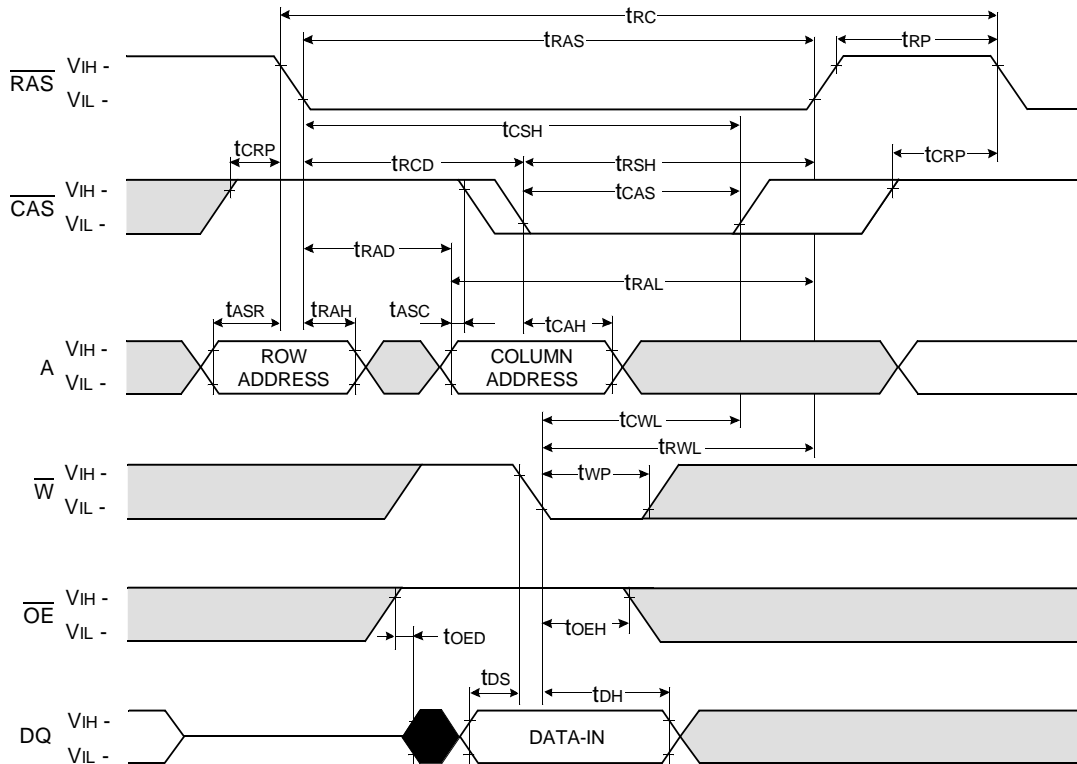 tRC
tRAS
tRP
RAS
VIH -
VIL -
tCSH
tCRP
tRCD
tRSH
tCRP
CAS
VIH -
VIL -
tCAS
tRAD
tRAL
tASR
tRAH
tASC
tCAH
A
VIH -
VIL -
ROW
ADDRESS
COLUMN
ADDRESS
tCWL
tRWL
W
VIH -
VIL -
tWP
OE
VIH -
VIL -
tOED
tOEH
tDS
tDH
DQ
VIH -
VIL -
DATA-IN